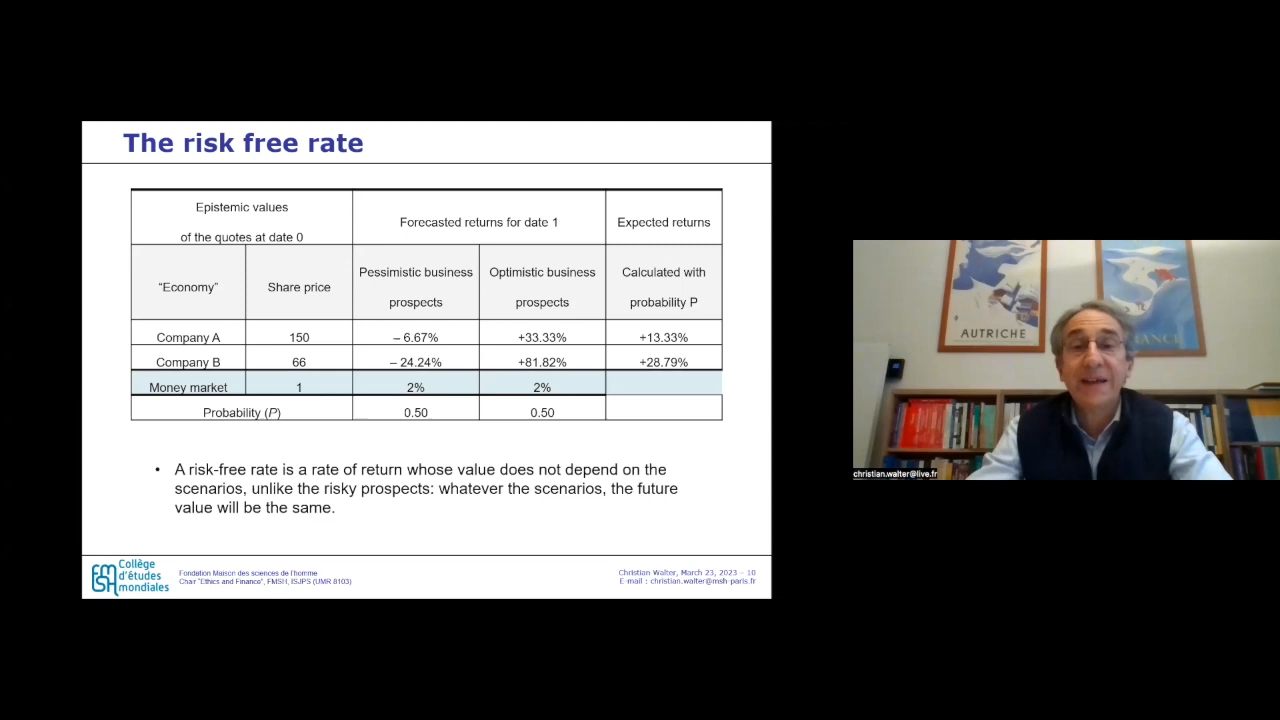 The risk free rate
Epistemic values
of the quotes at date 0
Forecasted returns for date 1
Expected returns
“Economy”
Share price
Pessimistic business
prospects
Optimistic business
prospects
Calculated with
probability P
Company A 150 – 6.67% +33.33% +13.33%
Company B 66 – 24.24% +81.82% +28.79%
Money market 1 2% 2%
Probability (P) 0.50 0.50
• A risk-free rate is a rate of return whose value does not depend on the
scenarios, unlike the risky prospects: whatever the scenarios, the future
value will be the same.
FMSH
Collège
d'études
mondiales
Fondation Maison des sciences de l'homme
Chair "Ethics and Finance", FMSH, ISJPS (UMR 8103)
Christian Walter, March 23, 2023 – 10
E-mail : christian.walter@msh-paris.fr
AUTRICHE
christian.walter@live.fr